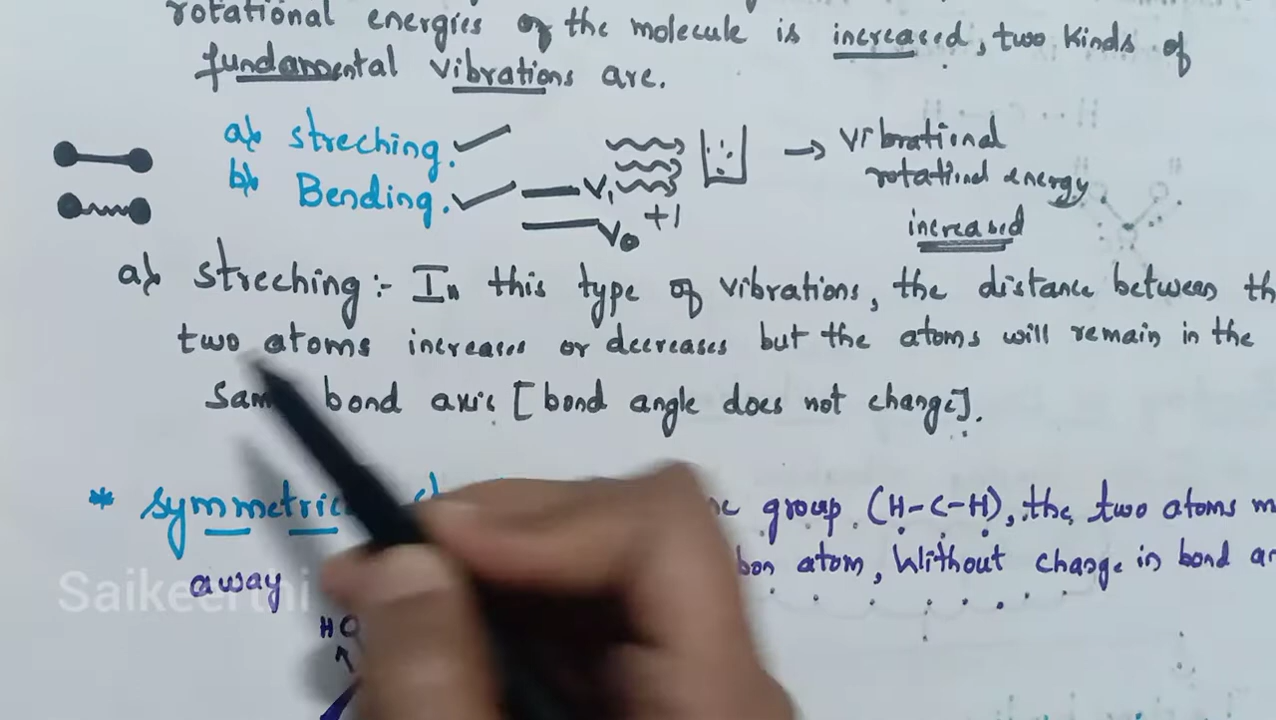 rotational energies of the molecule is increased, two kinds of
fundamental vibrations are.
a) streching.
b) Bending.
V1
V0
+1
→ vibrational
rotational energy
increased
a) streching :- In this type of vibrations, the distance between th
two atoms increases or decreases but the atoms will remain in the
same bond axis [bond angle does not change].
* symmetric group (H-C-H), the two atoms m
away atom, without change in bond an
Saikeerthi
H